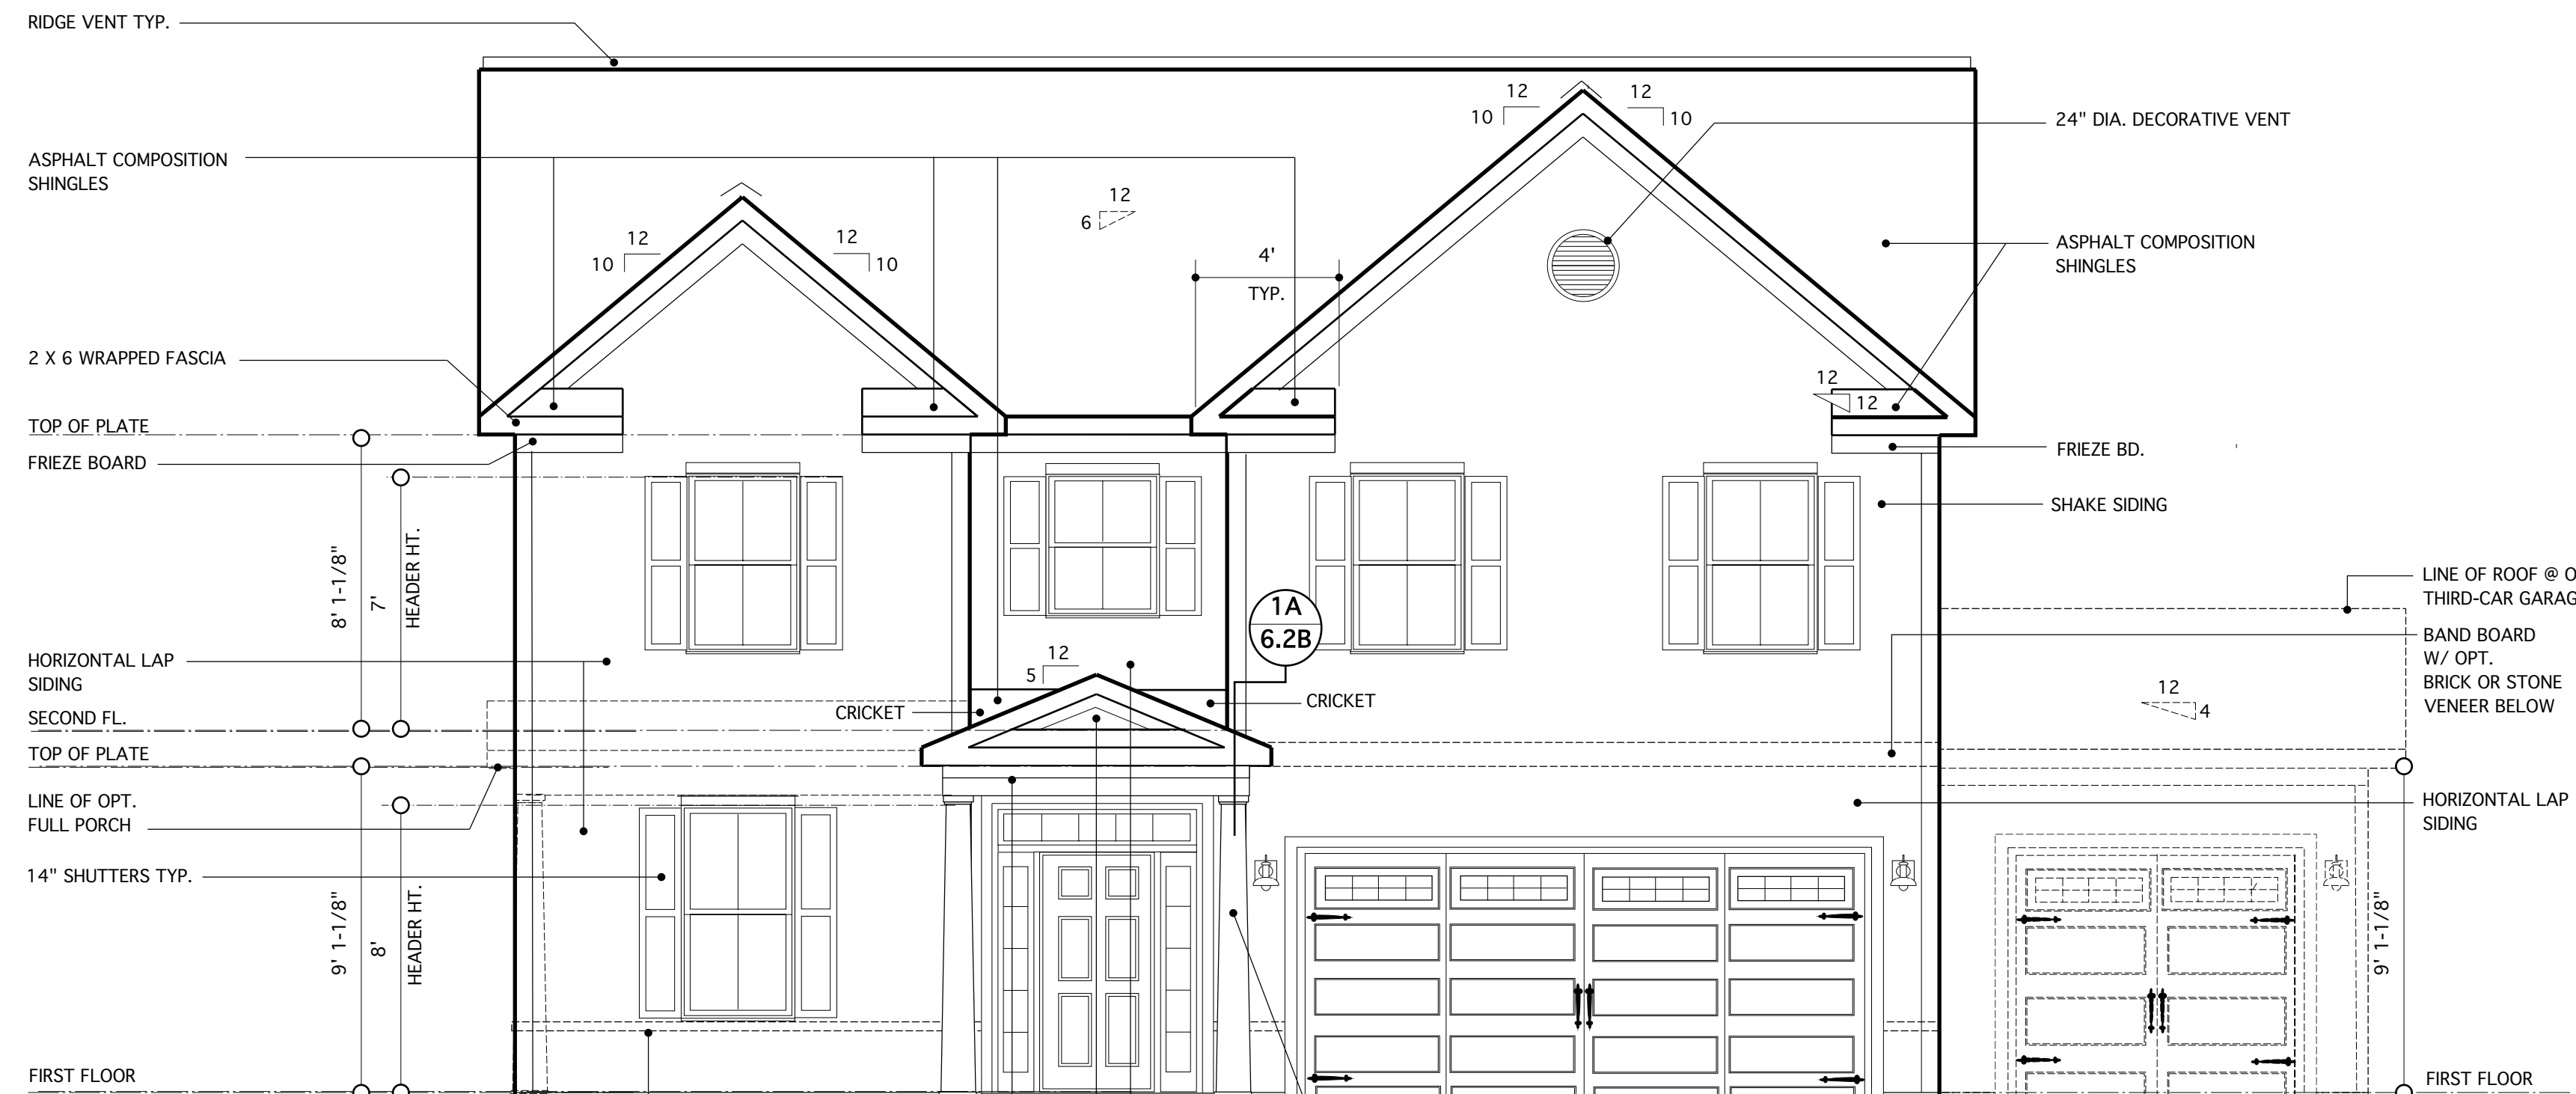 RIDGE VENT TYP.
12
12
10
10
24" DIA. DECORATIVE VENT
ASPHALT COMPOSITION
SHINGLES
12
6
12
12
10
10
4'
TYP.
ASPHALT COMPOSITION
SHINGLES
2 X 6 WRAPPED FASCIA
12
12
TOP OF PLATE
FRIEZE BOARD
FRIEZE BD.
SHAKE SIDING
8' 1-1/8"
7'
HEADER HT.
LINE OF ROOF @ O
THIRD-CAR GARAG
1A
6.2B
BAND BOARD
W/ OPT.
BRICK OR STONE
VENEER BELOW
HORIZONTAL LAP
SIDING
12
5
CRICKET
CRICKET
12
4
SECOND FL.
TOP OF PLATE
LINE OF OPT.
FULL PORCH
HORIZONTAL LAP
SIDING
14" SHUTTERS TYP.
9' 1-1/8"
8'
HEADER HT.
9' 1-1/8"
FIRST FLOOR
FIRST FLOOR